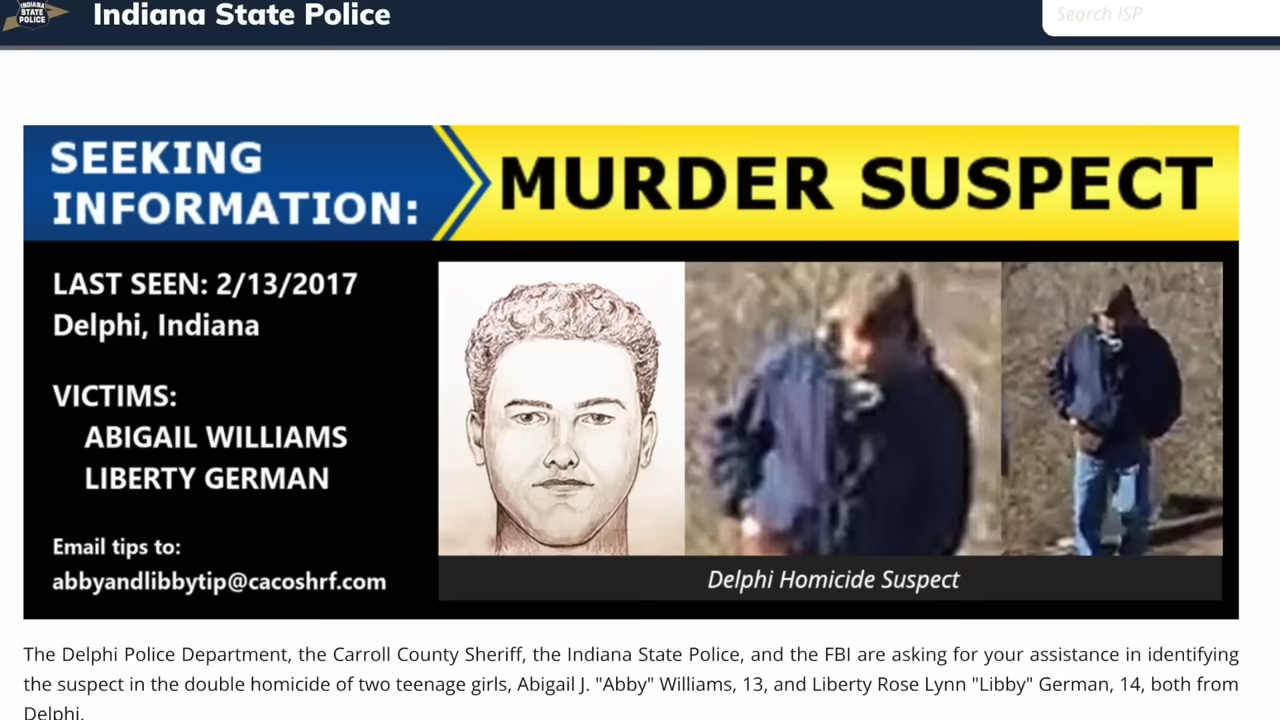 INDIANA
STATE
POLICE
Indiana State Police
Search ISP
SEEKING
INFORMATION:
MURDER SUSPECT
LAST SEEN: 2/13/2017
Delphi, Indiana
VICTIMS:
ABIGAIL WILLIAMS
LIBERTY GERMAN
Email tips to:
abbyandlibbytip@cacoshrf.com
Delphi Homicide Suspect
The Delphi Police Department, the Carroll County Sheriff, the Indiana State Police, and the FBI are asking for your assistance in identifying
the suspect in the double homicide of two teenage girls, Abigail J. "Abby" Williams, 13, and Liberty Rose Lynn "Libby" German, 14, both from
Delphi.